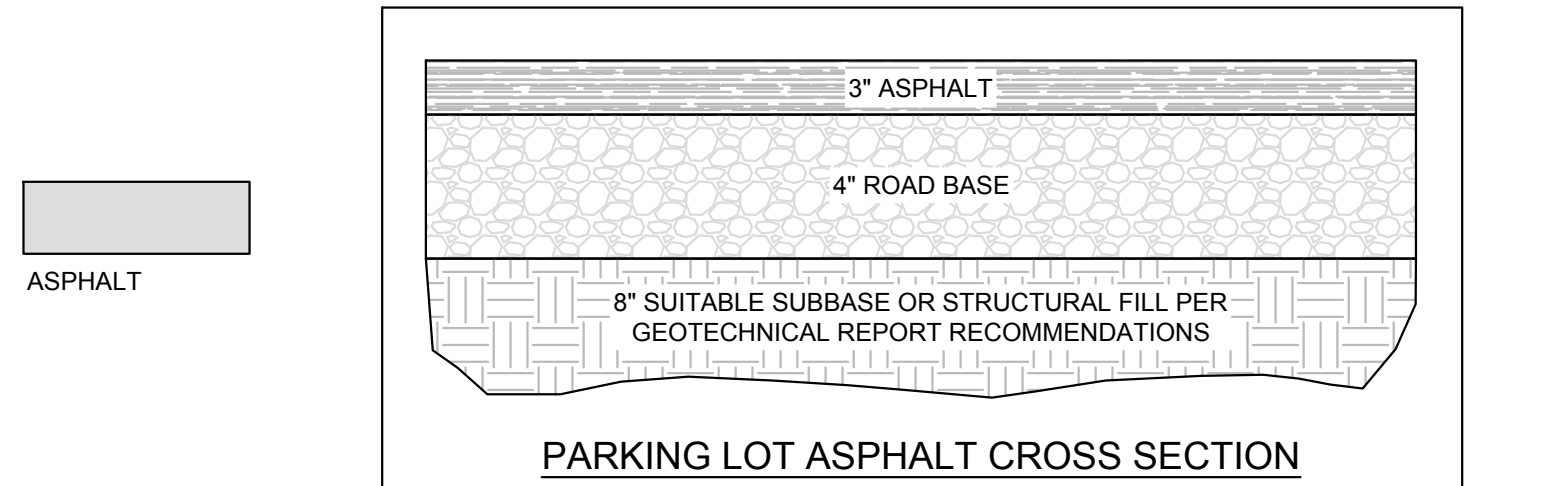 ASPHALT
3" ASPHALT
4" ROAD BASE
8" SUITABLE SUBBASE OR STRUCTURAL FILL PER
GEOTECHNICAL REPORT RECOMMENDATIONS
PARKING LOT ASPHALT CROSS SECTION